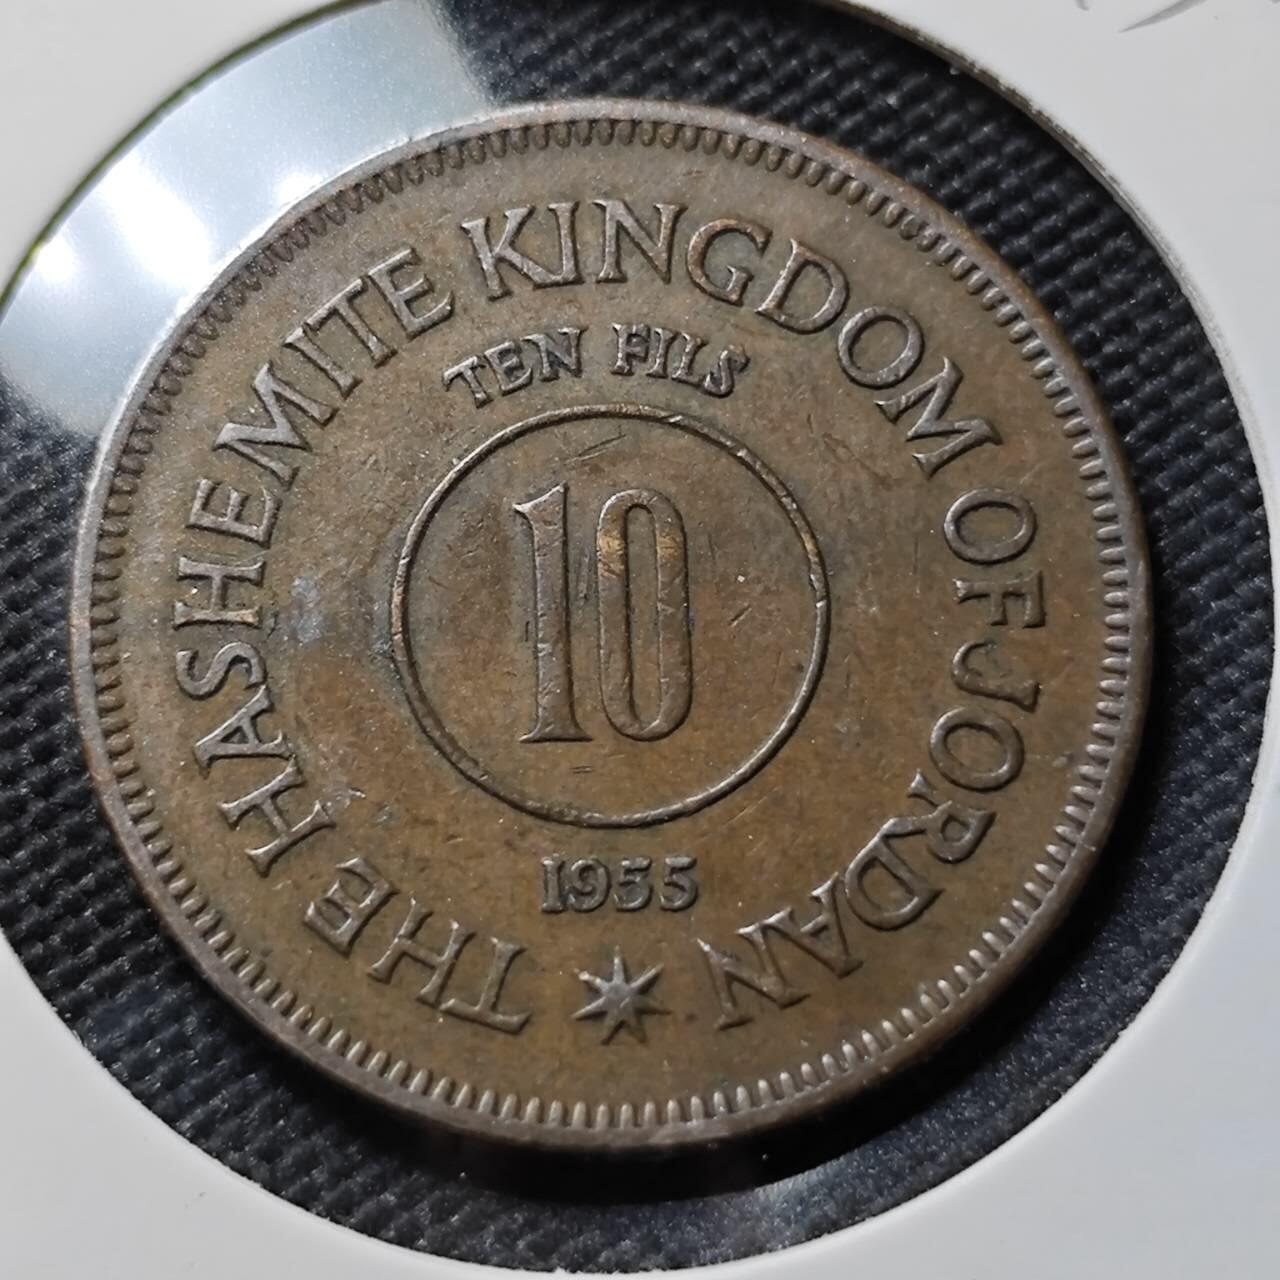 THE HASHEMITE KINGDOM OF JORDAN
TEN FILS
10
1955